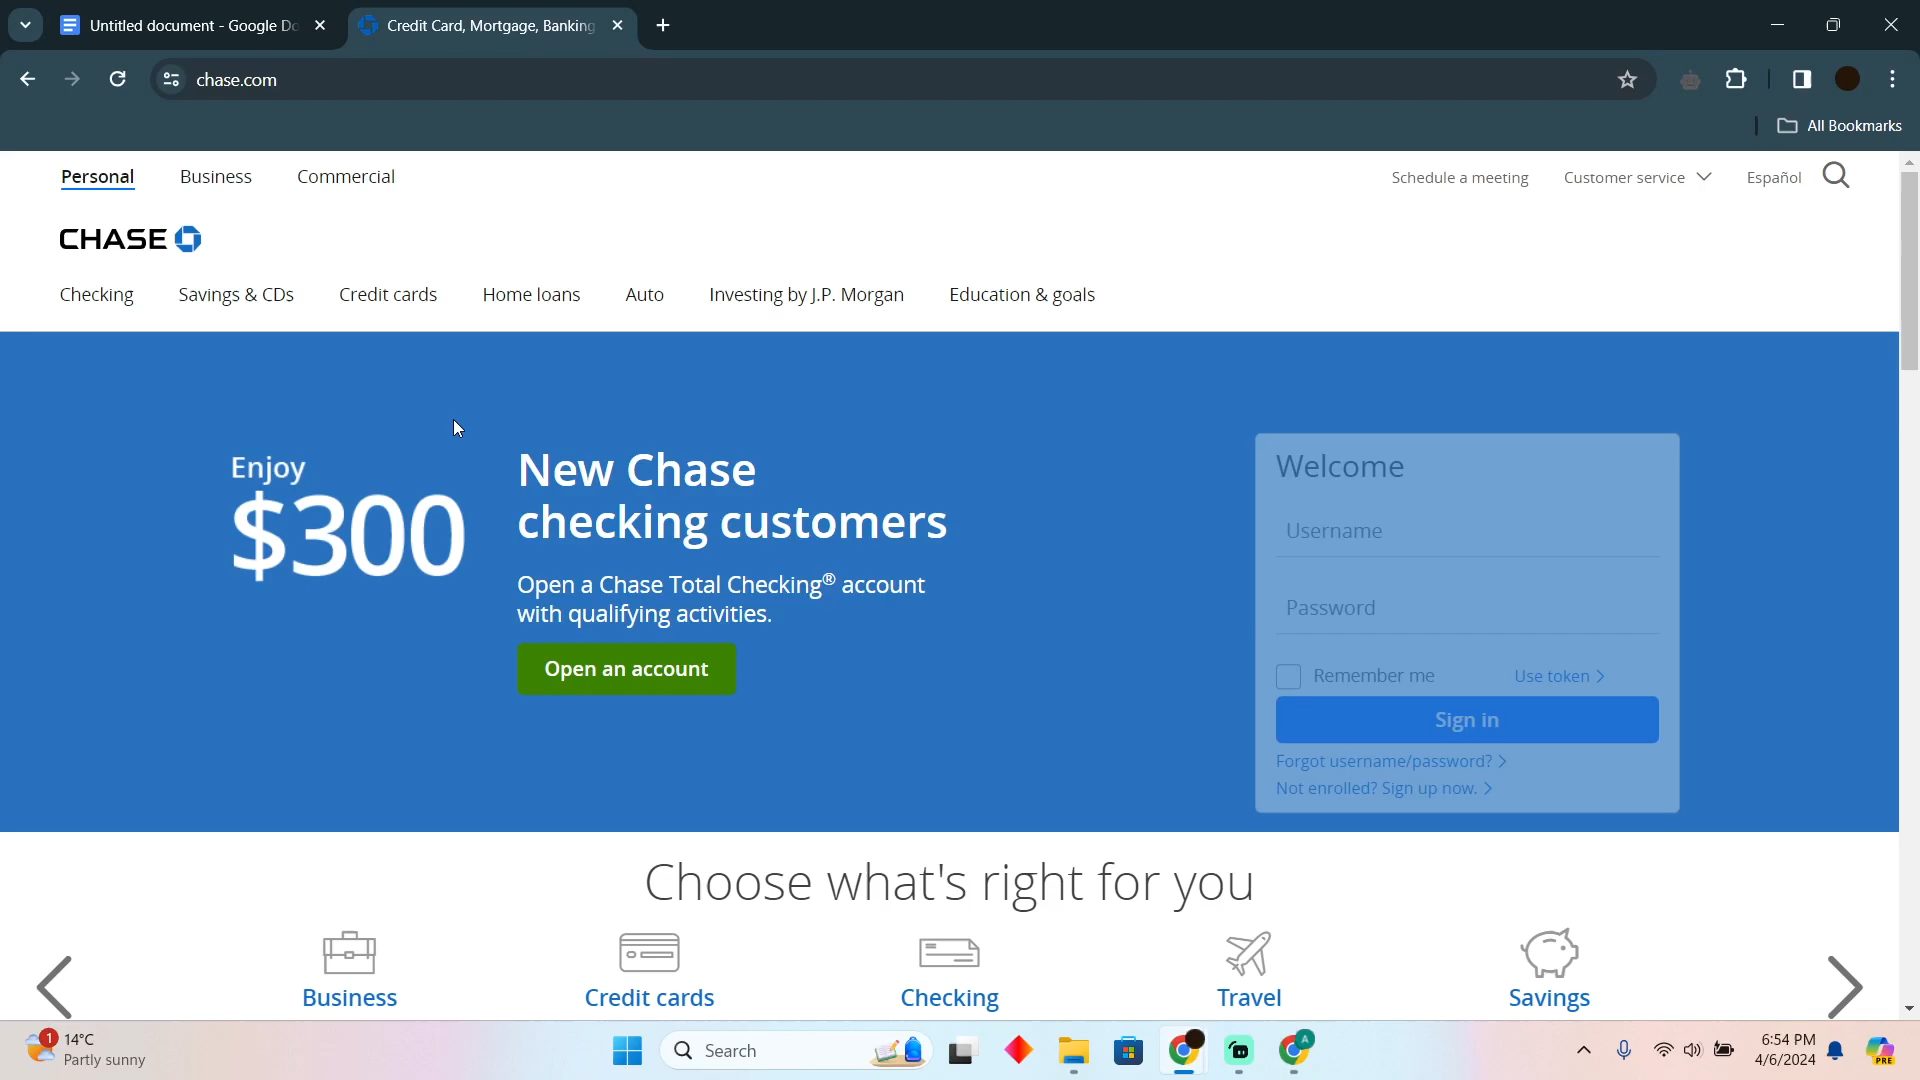 Untitled document - Google Do
Credit Card, Mortgage, Banking
chase.com
All Bookmarks
Personal Business Commercial
Schedule a meeting Customer service Español
CHASE
Checking Savings & CDs Credit cards Home loans Auto Investing by J.P. Morgan Education & goals
Enjoy
$300
New Chase
checking customers
Open a Chase Total Checking® account
with qualifying activities.
Open an account
Welcome
Username
Password
Remember me Use token
Sign in
Forgot username/password?
Not enrolled? Sign up now.
Choose what's right for you
Business Credit cards Checking Travel Savings
1
14°C
Partly sunny
Search
A
6:54 PM
4/6/2024
PRE